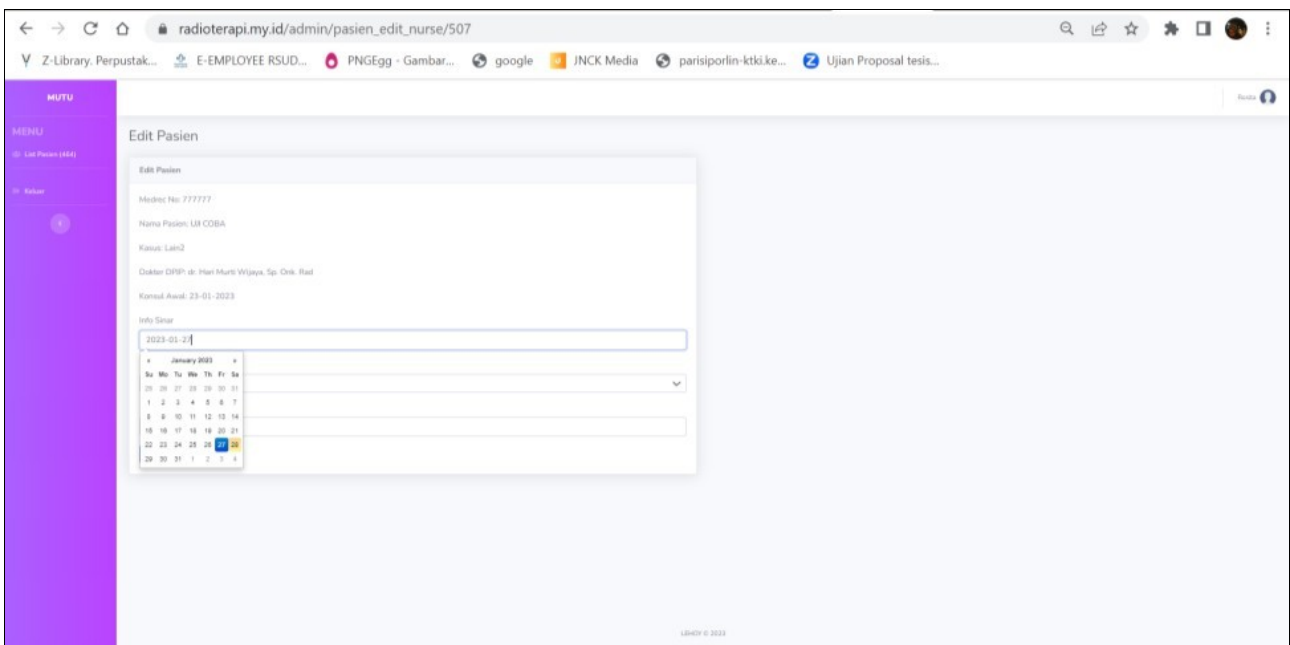 radioterapi.my.id/admin/pasien_edit_nurse/507
Z-Library. Perpustak... E-EMPLOYEE RSUD... PNGEgg - Gambar... google JNCK Media parisiporlin-ktki.ke... Ujian Proposal tesis...
MUTU
MENU
List Pasien (464)
Keluar
Edit Pasien
Edit Pasien
Medrec No: 777777
Nama Pasien: UJI COBA
Kasus: Lain2
Dokter DPJP: dr. Hari Murti Wijaya, Sp. Onk. Rad
Konsul Awal: 23-01-2023
Info Sinar
2023-01-27
« January 2023 »
Su Mo Tu We Th Fr Sa
25 26 27 28 29 30 31
1 2 3 4 5 6 7
8 9 10 11 12 13 14
15 16 17 18 19 20 21
22 23 24 25 26 27 28
29 30 31 1 2 3 4